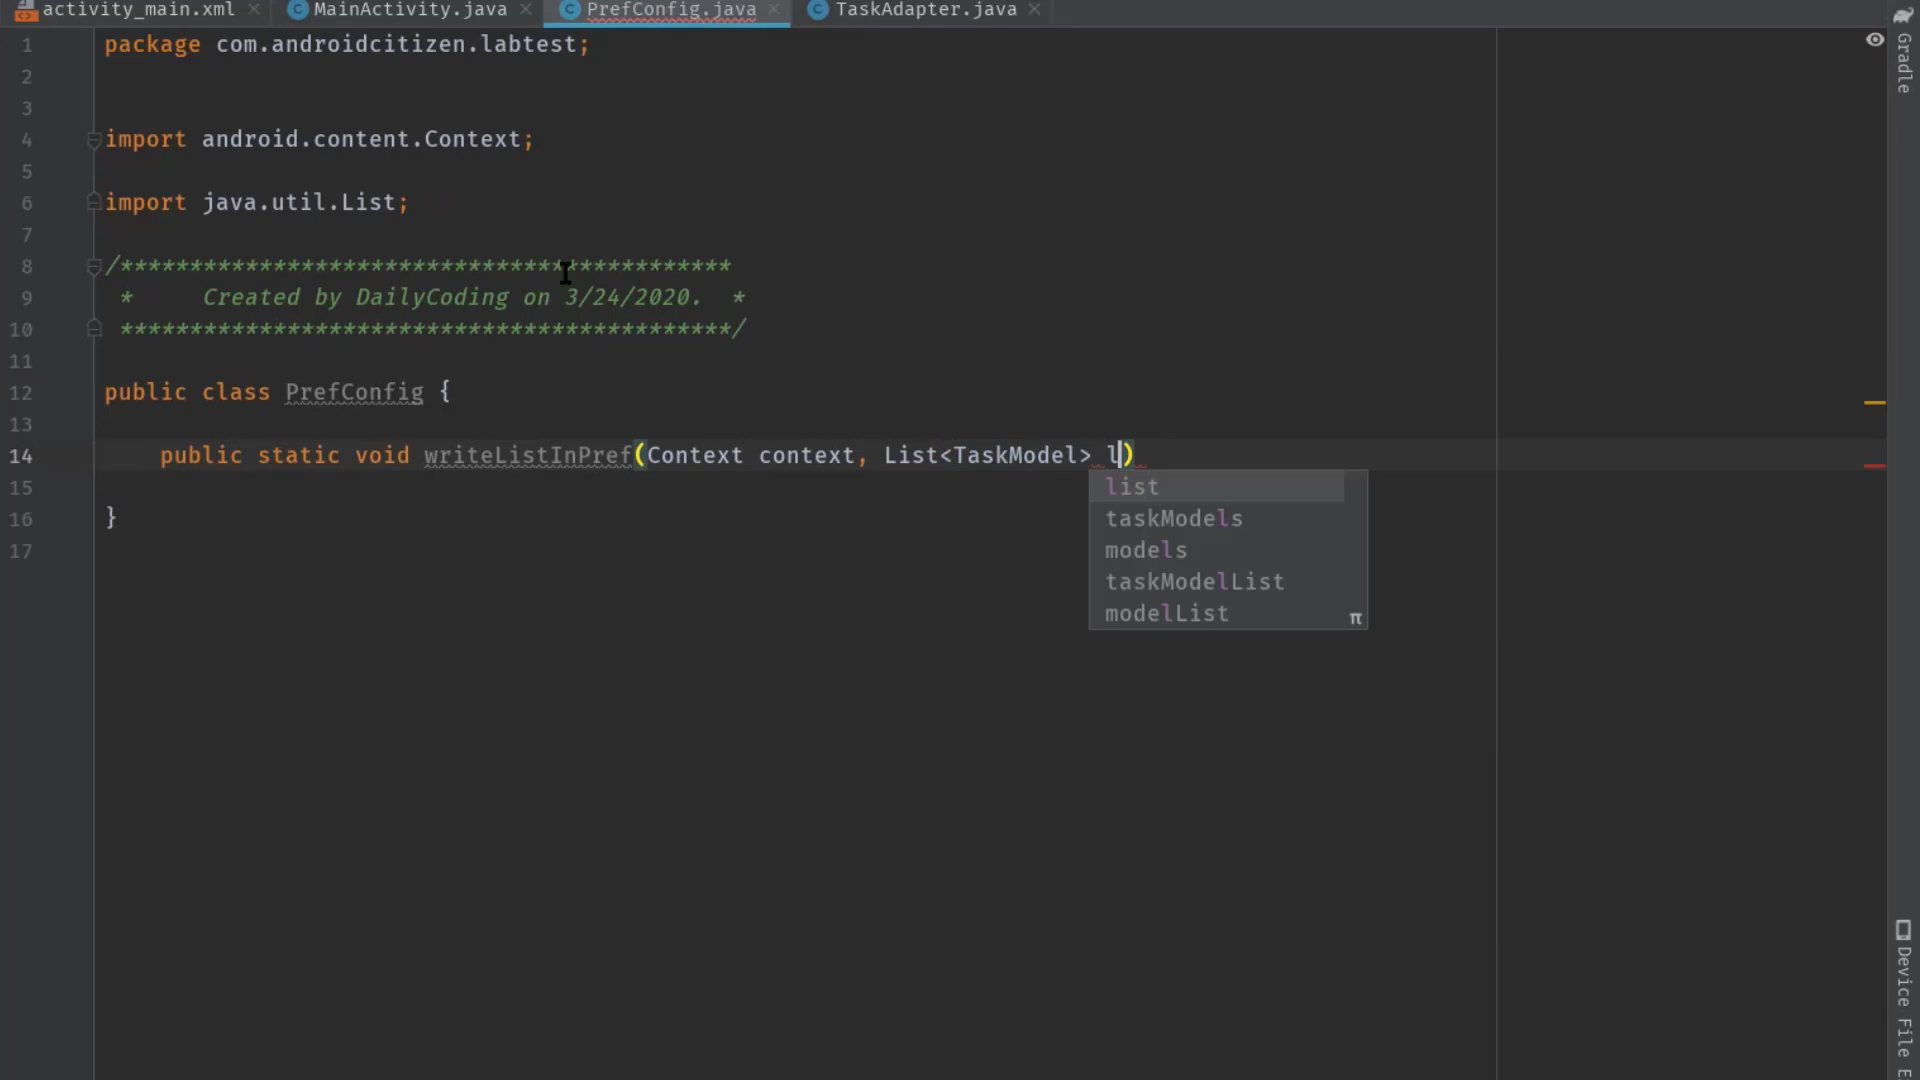 activity_main.xml MainActivity.java PrefConfig.java TaskAdapter.java
1 package com.androidcitizen.labtest;
2
3
4 import android.content.Context;
5
6 import java.util.List;
7
8 /********************************************
9 *     Created by DailyCoding on 3/24/2020.  *
10 ********************************************/
11
12 public class PrefConfig {
13
14 public static void writeListInPref(Context context, List<TaskModel> l)
15
16 }
17
list
taskModels
models
taskModelList
modelList
π
Gradle
Device File E